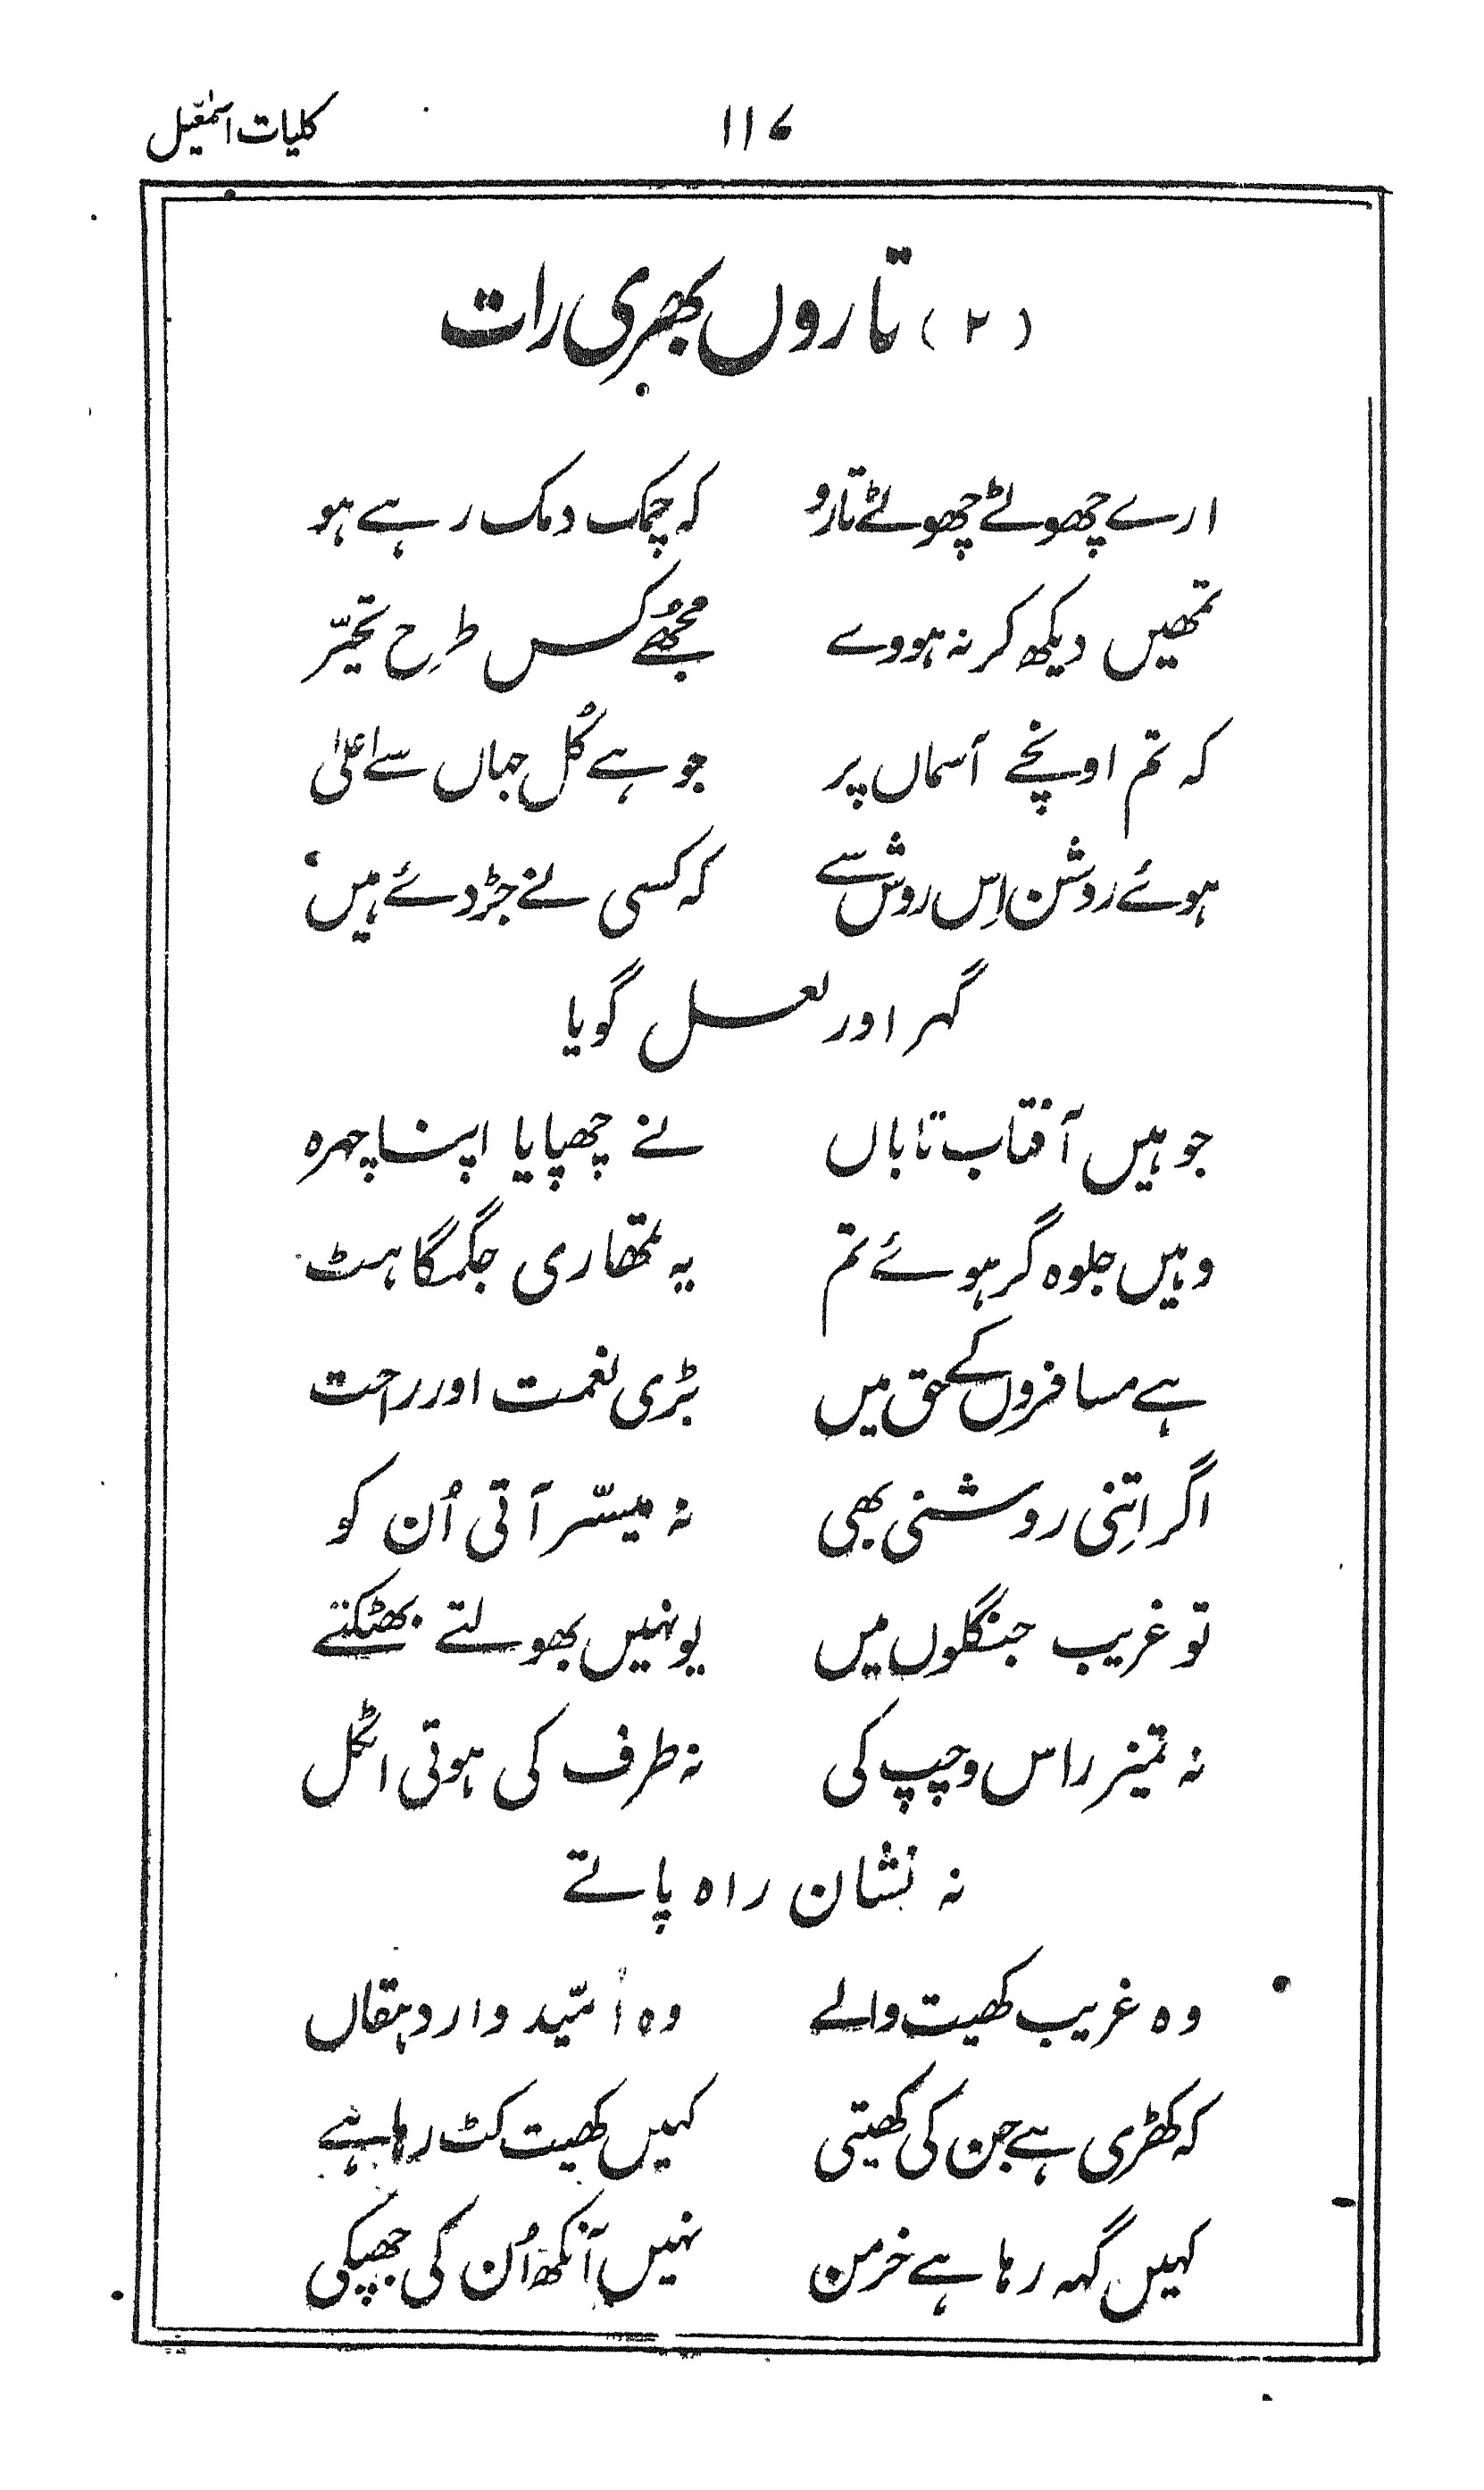 ۱۱۷ کلیات اسمٰعیل
(۲) تاروں بھری رات
ارے چھوٹے چھوٹے تارو کہ چمک دمک رہے ہو
تمھیں دیکھ کر نہ ہووے مجھے کس طرح تحیّر
کہ تم اونچے آسماں پر جو ہے کُل جہاں سے اعلیٰ
ہوئے روشن اِس روش سے کہ کسی نے جڑ دئے ہیں
گہر اور لعل گویا
جو ہیں آفتاب تاباں نے چھپایا اپنا چہرہ
وہیں جلوہ گر ہوئے تم یہ تمھاری جگمگاہٹ
ہے مسافروں کے حق میں بڑی نعمت اور راحت
اگر اِتنی روشنی بھی نہ میسّر آتی اُن کو
تو غریب جنگلوں میں یونہیں بھولتے بھٹکتے
نہ تمیز راس و چپ کی نہ طرف کی ہوتی اٹکل
نہ نشان راہ پاتے
وہ غریب کھیت والے وہ اُمّید وار دہقاں
کہ کھڑی ہے جن کی کھیتی کہیں کھیت کٹ رہا ہے
کہیں گہہ رہا ہے خرمن نہیں آنکھ اُن کی جھپکی